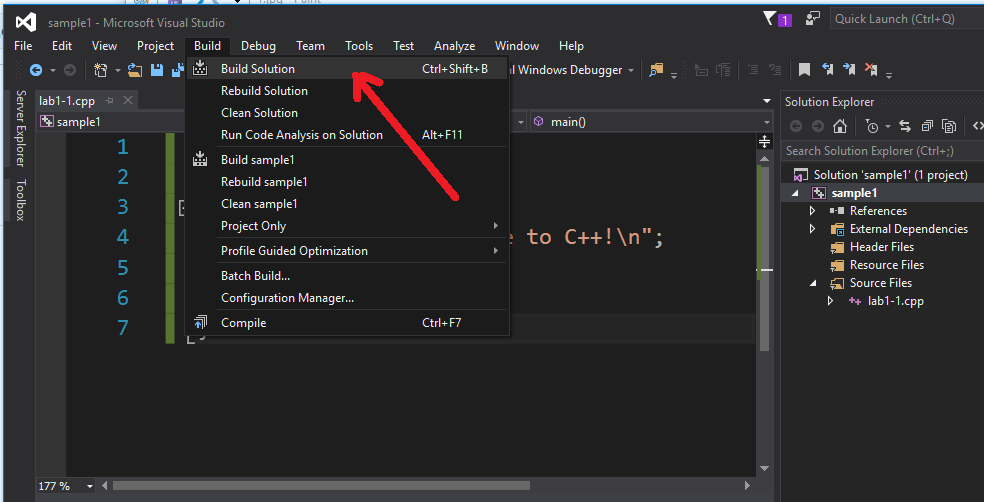 sample1 - Microsoft Visual Studio
1
Quick Launch (Ctrl+Q)
File Edit View Project Build Debug Team Tools Test Analyze Window Help
Build Solution Ctrl+Shift+B
Rebuild Solution
Clean Solution
Run Code Analysis on Solution Alt+F11
Build sample1
Rebuild sample1
Clean sample1
Project Only
Profile Guided Optimization
Batch Build...
Configuration Manager...
Compile Ctrl+F7
Windows Debugger
Server Explorer
Toolbox
lab1-1.cpp
sample1
main()
1
2
3
4 to C++!\n";
5
6
7
177 %
Solution Explorer
Search Solution Explorer (Ctrl+;)
Solution 'sample1' (1 project)
sample1
References
External Dependencies
Header Files
Resource Files
Source Files
lab1-1.cpp